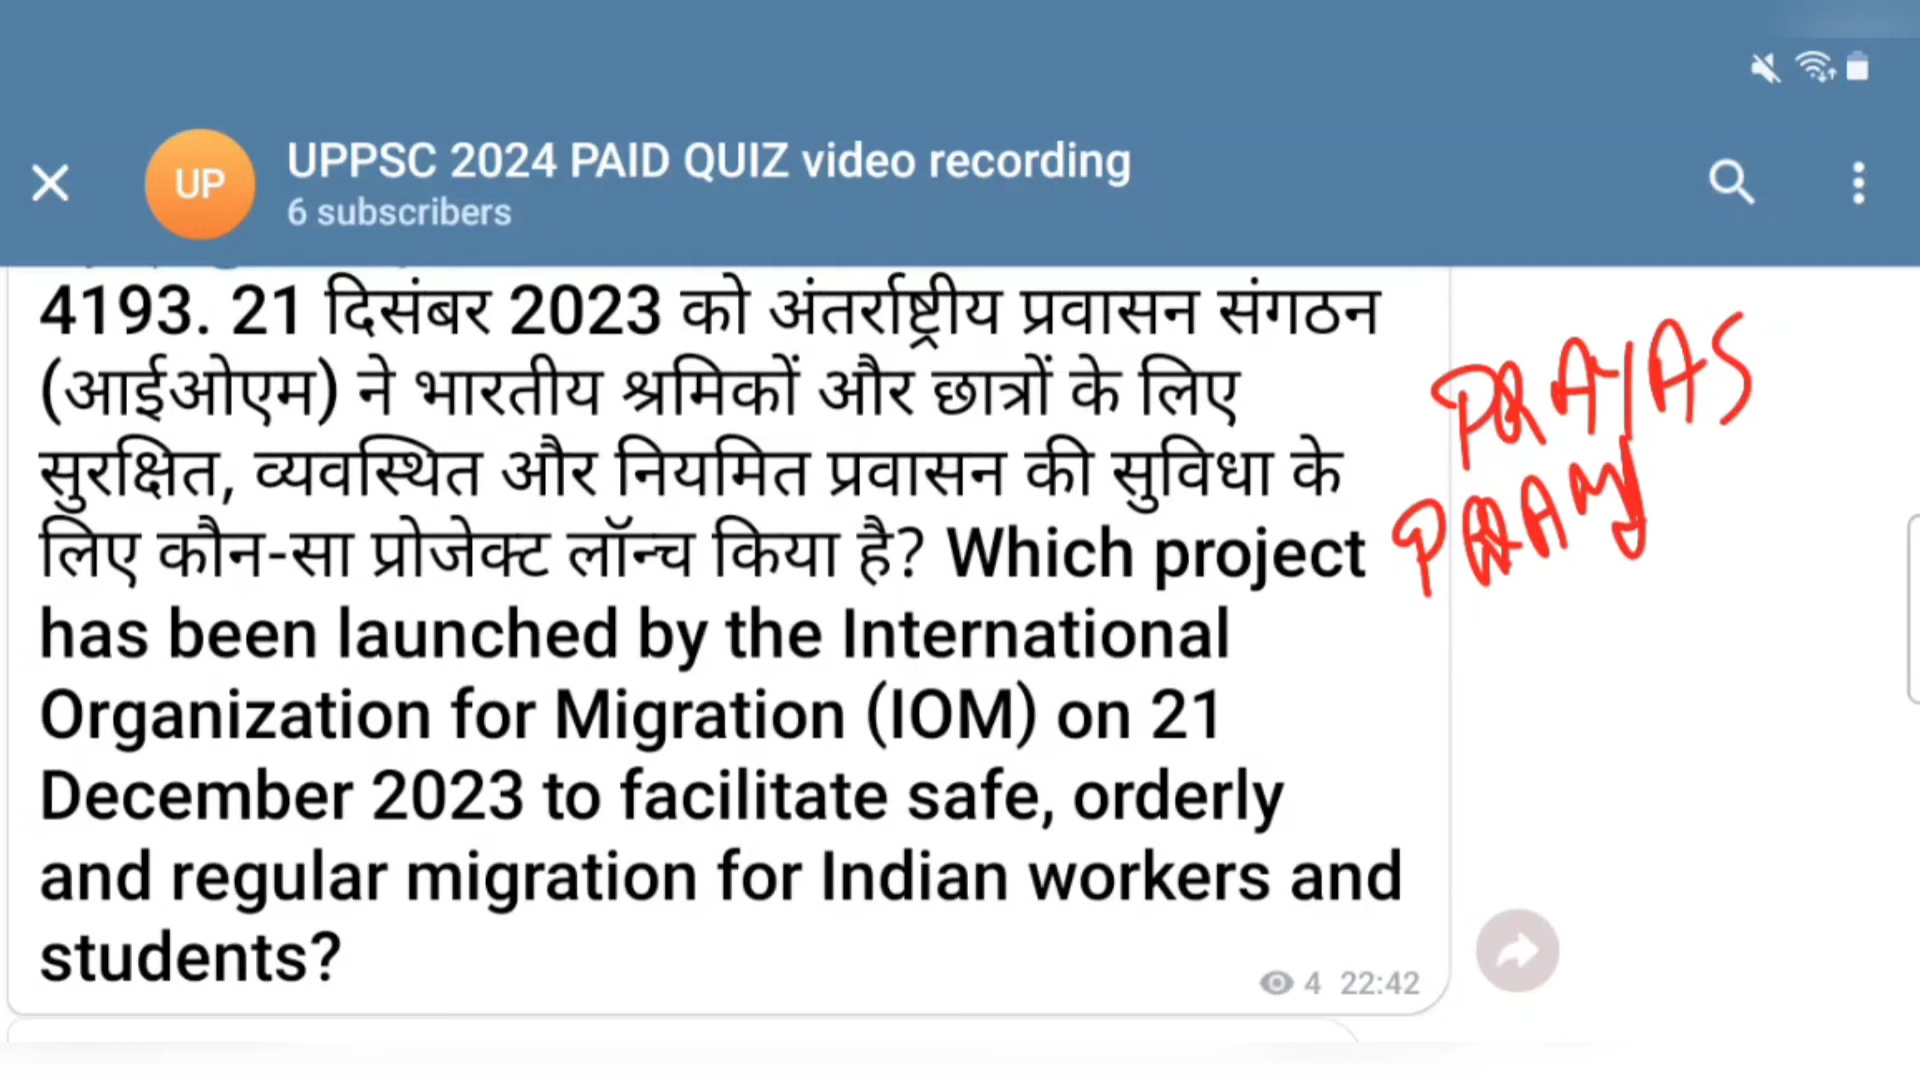 UP
UPPSC 2024 PAID QUIZ video recording
6 subscribers
4193. 21 दिसंबर 2023 को अंतर्राष्ट्रीय प्रवासन संगठन
(आईओएम) ने भारतीय श्रमिकों और छात्रों के लिए
सुरक्षित, व्यवस्थित और नियमित प्रवासन की सुविधा के
लिए कौन-सा प्रोजेक्ट लॉन्च किया है? Which project
has been launched by the International
Organization for Migration (IOM) on 21
December 2023 to facilitate safe, orderly
and regular migration for Indian workers and
students?
4 22:42
PRAYAS